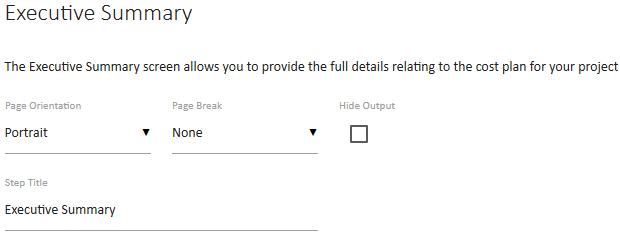 Executive Summary
The Executive Summary screen allows you to provide the full details relating to the cost plan for your project
Page Orientation Page Break Hide Output
Portrait None
Step Title
Executive Summary